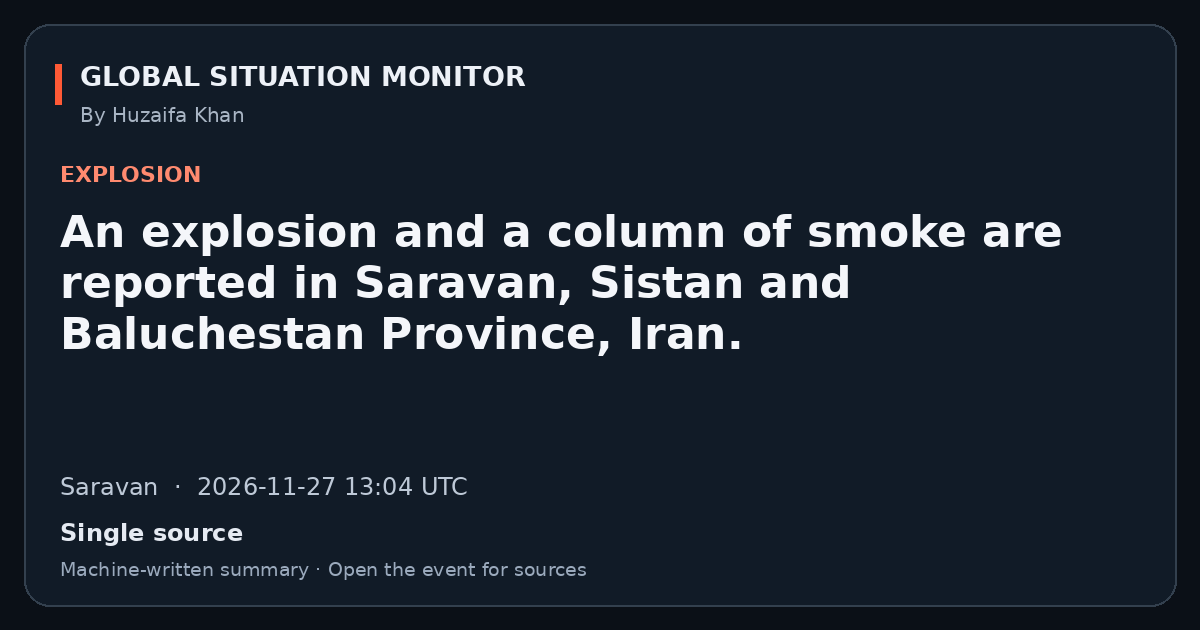 GLOBAL SITUATION MONITOR
By Huzaifa Khan
EXPLOSION
An explosion and a column of smoke are
reported in Saravan, Sistan and
Baluchestan Province, Iran.
Saravan · 2026-11-27 13:04 UTC
Single source
Machine-written summary · Open the event for sources